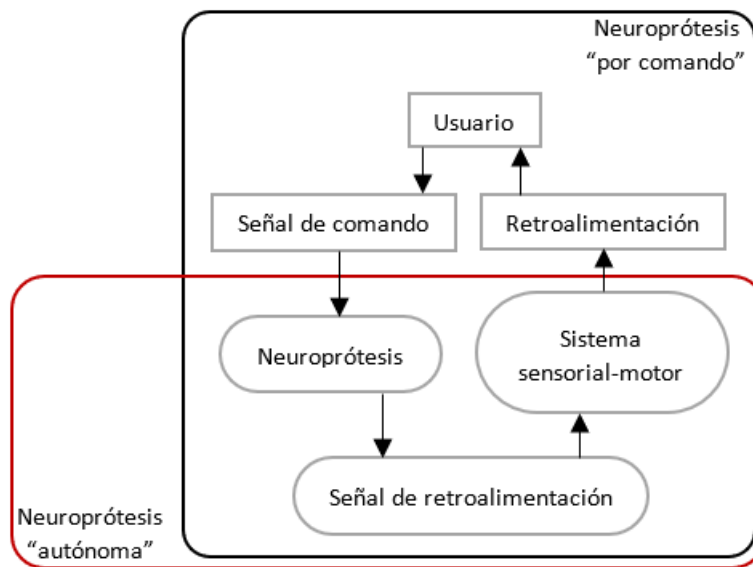 Neuroprótesis
“por comando”
Usuario
Señal de comando
Retroalimentación
Neuroprótesis
Sistema
sensorial-motor
Señal de retroalimentación
Neuroprótesis
“autónoma”